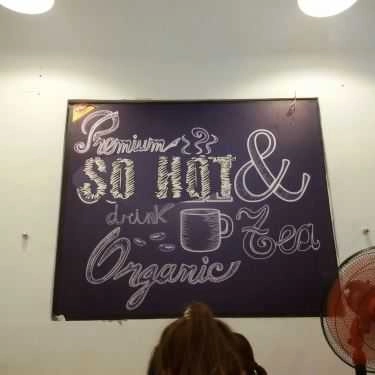 Premium
SO HOT &
drink
Tea
Organic